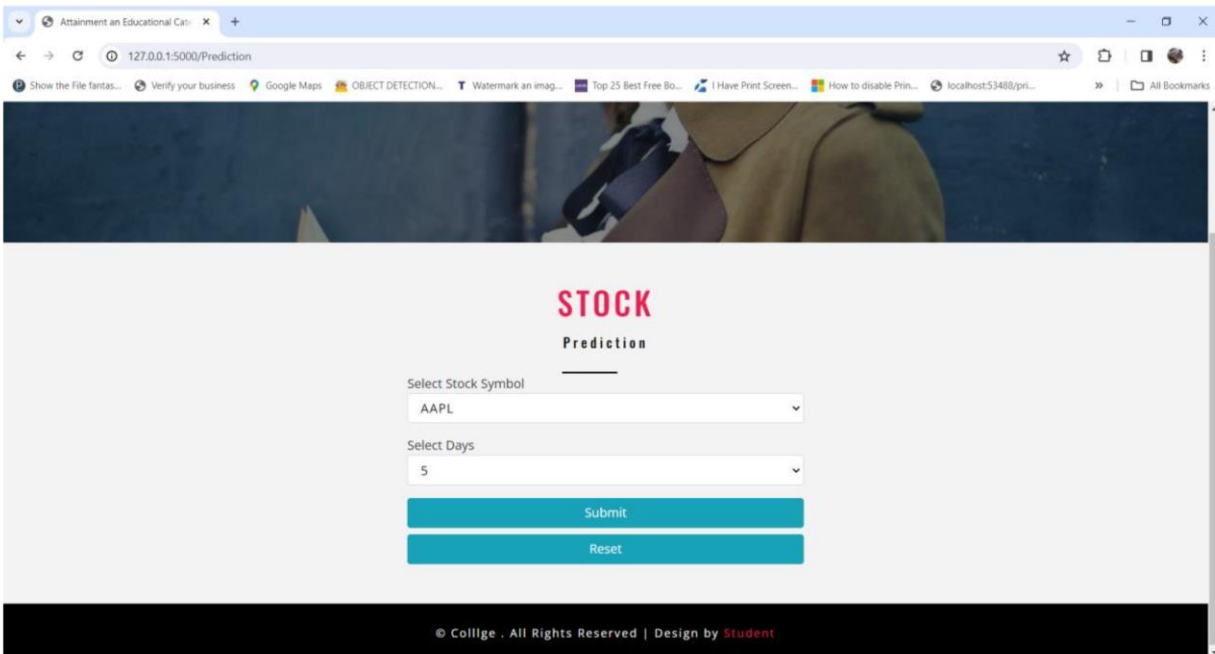 Attainment an Educational Cate
127.0.0.1:5000/Prediction
Show the File fantas... Verify your business Google Maps OBJECT DETECTION... T Watermark an imag... Top 25 Best Free Bo... I Have Print Screen... How to disable Prin... localhost:53488/pri... » All Bookmarks
STOCK
Prediction
Select Stock Symbol
AAPL
Select Days
5
Submit
Reset
© Colllge . All Rights Reserved | Design by Student